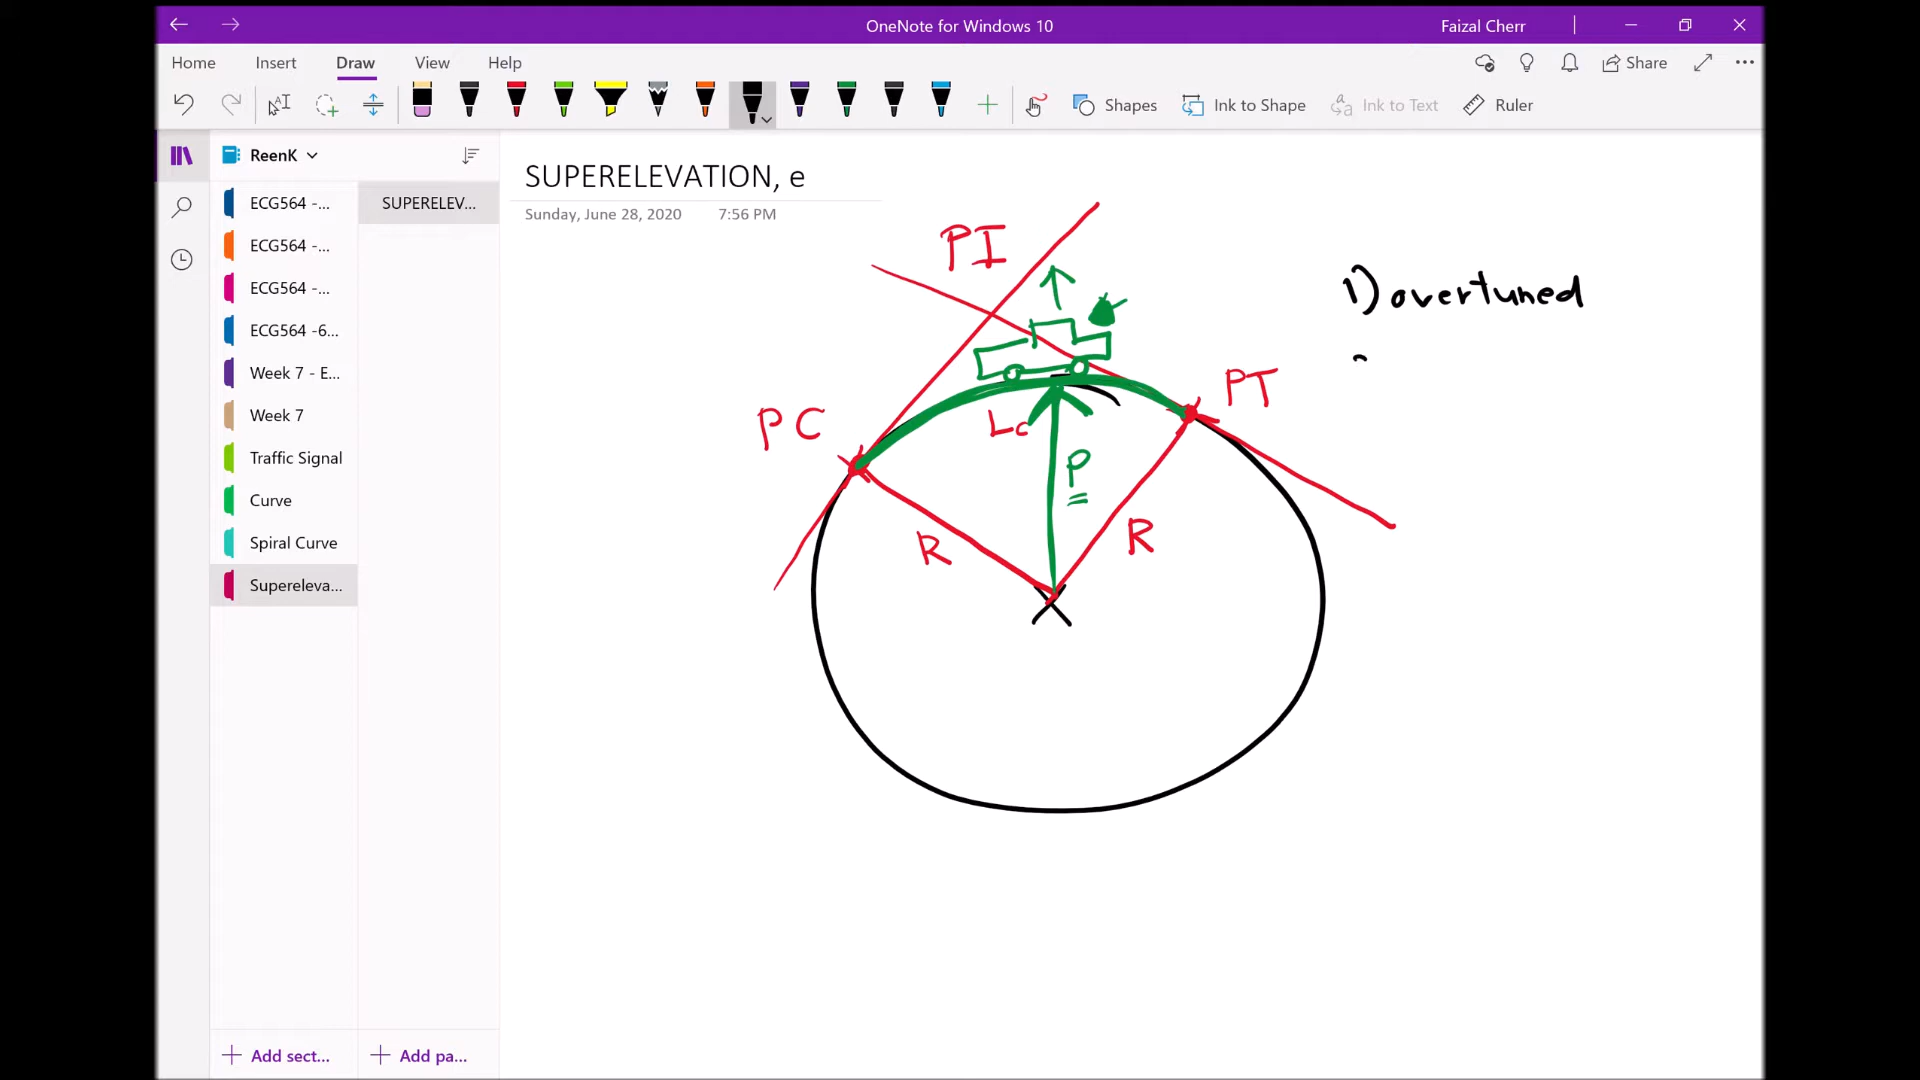 OneNote for Windows 10
Faizal Cherr
Home Insert Draw View Help
Share
Shapes Ink to Shape Ink to Text Ruler
ReenK
ECG564 -...
ECG564 -...
ECG564 -...
ECG564 -6...
Week 7 - E...
Week 7
Traffic Signal
Curve
Spiral Curve
Supereleva...
Add sect...
SUPERELEV...
Add pa...
SUPERELEVATION, e
Sunday, June 28, 2020 7:56 PM
PI
1) overtuned
PT
PC
Lc
P
R
R